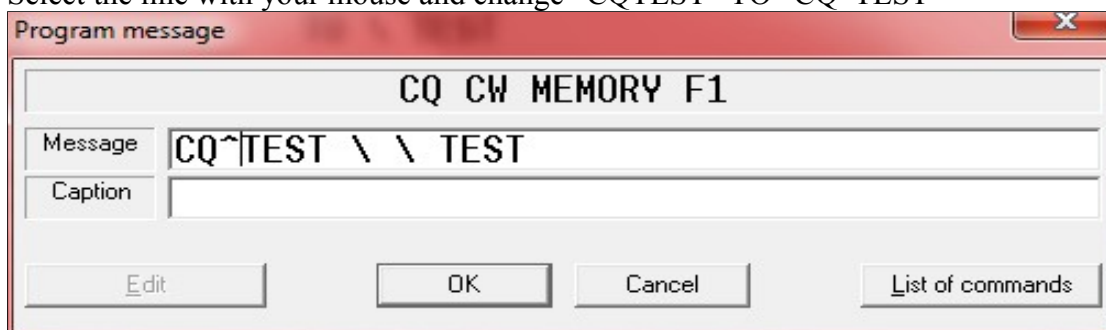 Select the line with your mouse and change "CQTEST" TO "CQ^TEST"
Program message
CQ CW MEMORY F1
Message CQ^TEST \ \ TEST
Caption
Edit OK Cancel List of commands